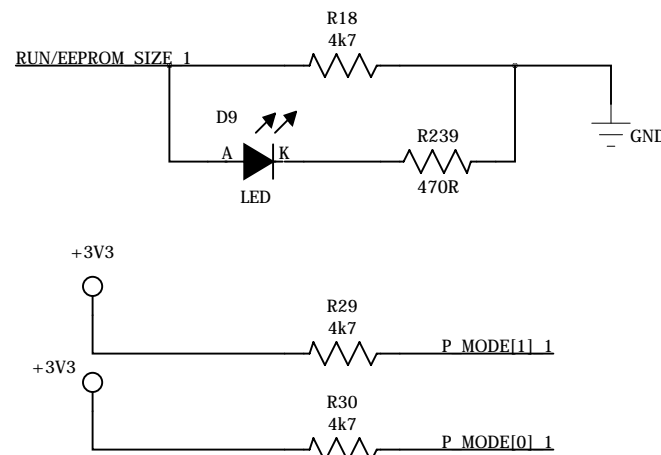 R18
4k7
RUN/EEPROM_SIZE_1
D9
R239
GND
A
K
470R
LED
+3V3
R29
4k7
P_MODE[1]_1
+3V3
R30
4k7
P_MODE[0]_1